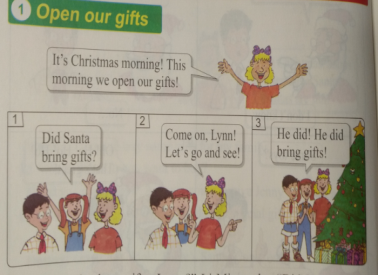 1 Open our gifts
It's Christmas morning! This
morning we open our gifts!
1
Did Santa
bring gifts?
2
Come on, Lynn!
Let's go and see!
3
He did! He did
bring gifts!